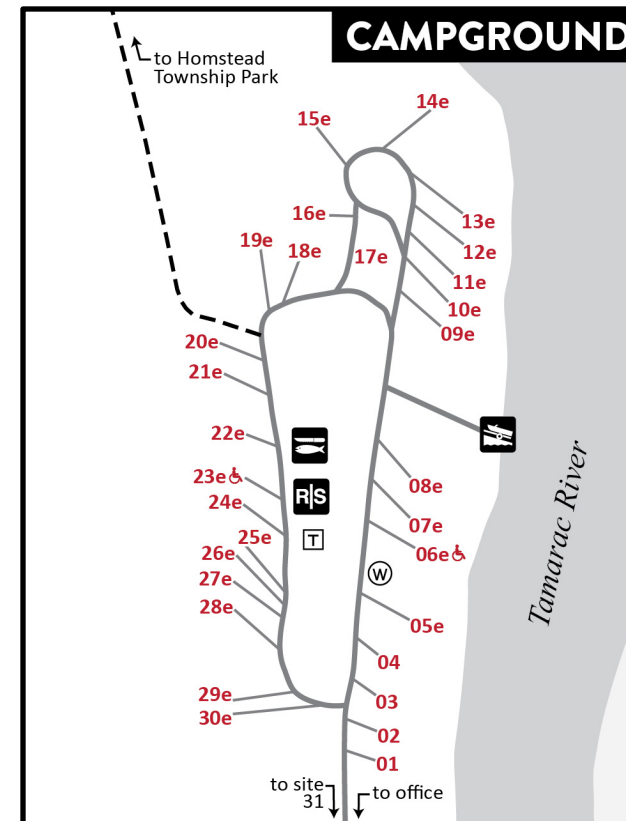 CAMPGROUND
to Homstead
Township Park
14e
15e
16e
13e
19e
18e
17e
12e
11e
10e
09e
20e
21e
22e
23e
24e
R|S
T
08e
07e
06e
25e
26e
27e
28e
W
05e
04
29e
03
30e
02
01
to site
31
to office
Tamarac River